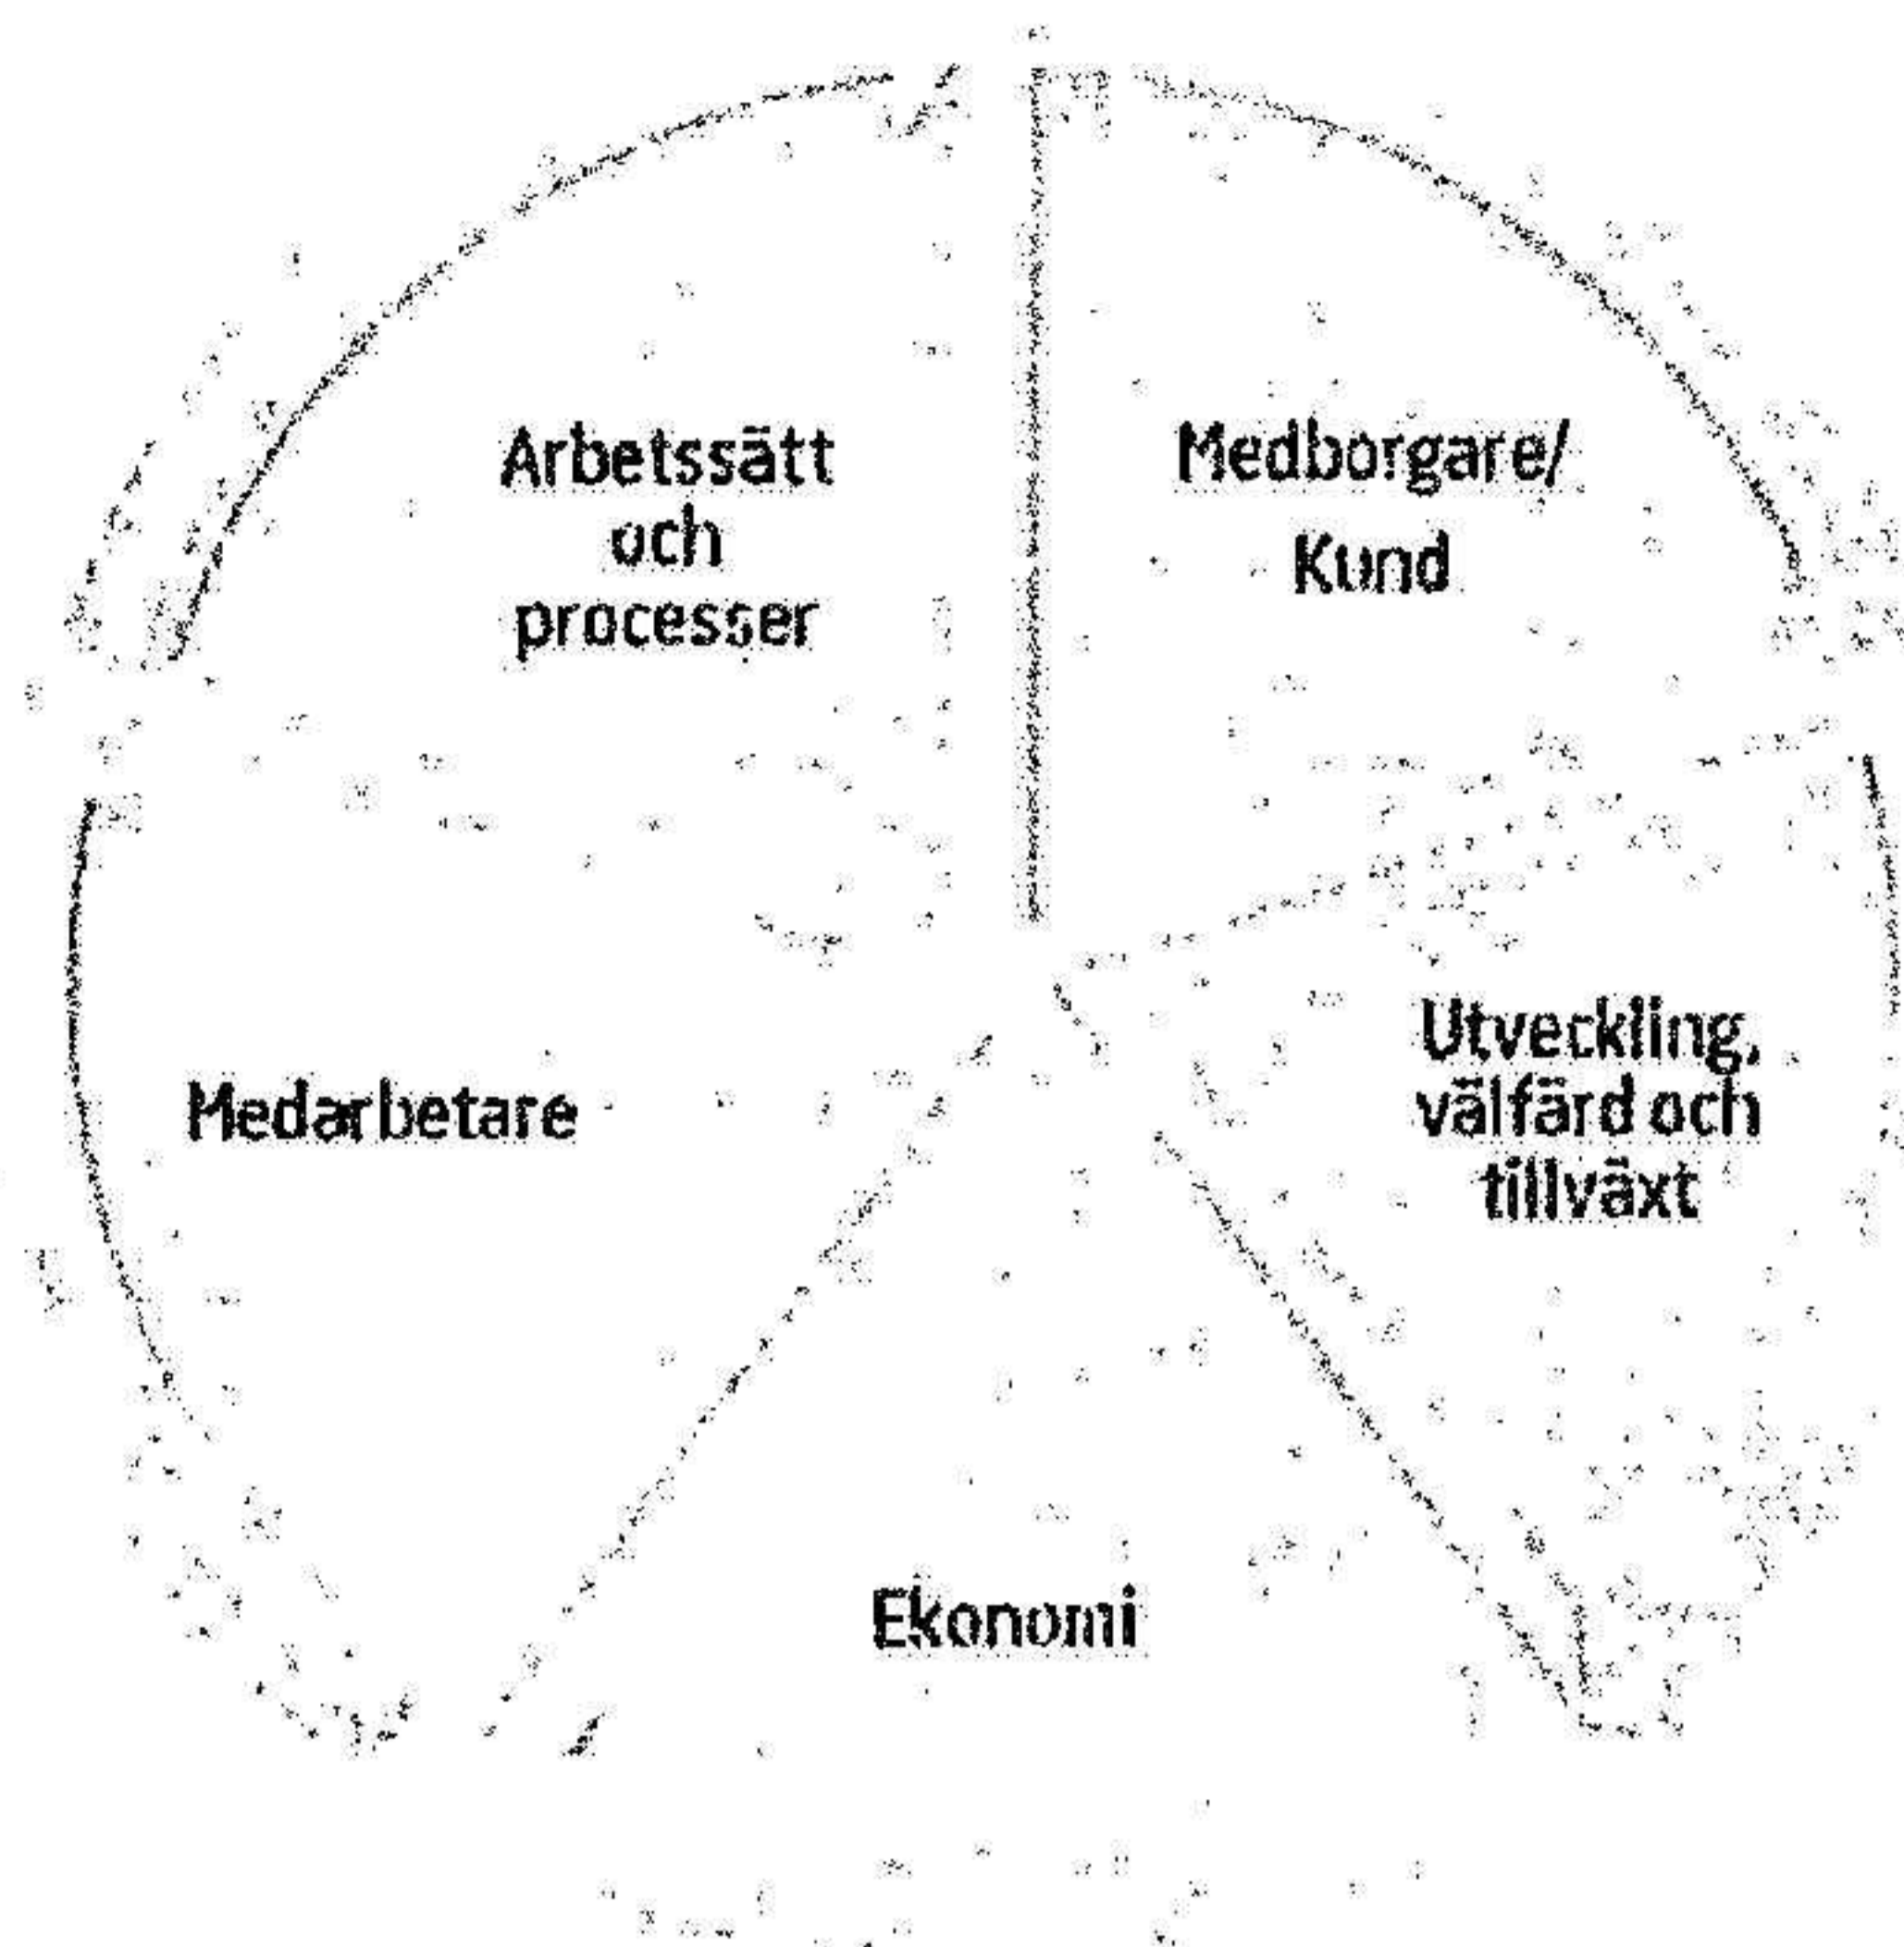 Arbetssätt
och
processer
Medborgare/
Kund
Medarbetare
Utveckling,
välfärd och
tillväxt
Ekonomi